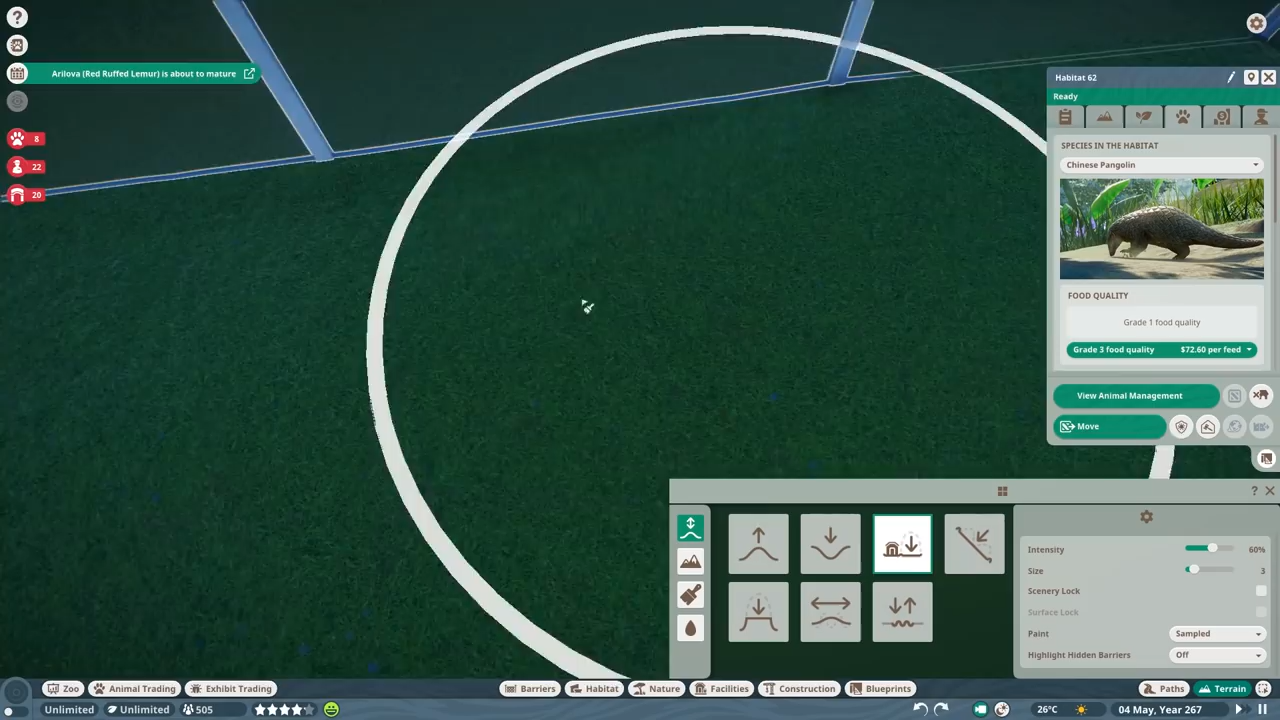 ?
Arilova (Red Ruffed Lemur) is about to mature
8
22
20
Habitat 62
Ready
SPECIES IN THE HABITAT
Chinese Pangolin
FOOD QUALITY
Grade 1 food quality
Grade 3 food quality $72.60 per feed
View Animal Management
Move
?
Intensity 60%
Size 3
Scenery Lock
Surface Lock
Paint Sampled
Highlight Hidden Barriers Off
Zoo Animal Trading Exhibit Trading Barriers Habitat Nature Facilities Construction Blueprints Paths Terrain
Unlimited Unlimited 505 26°C 04 May, Year 267